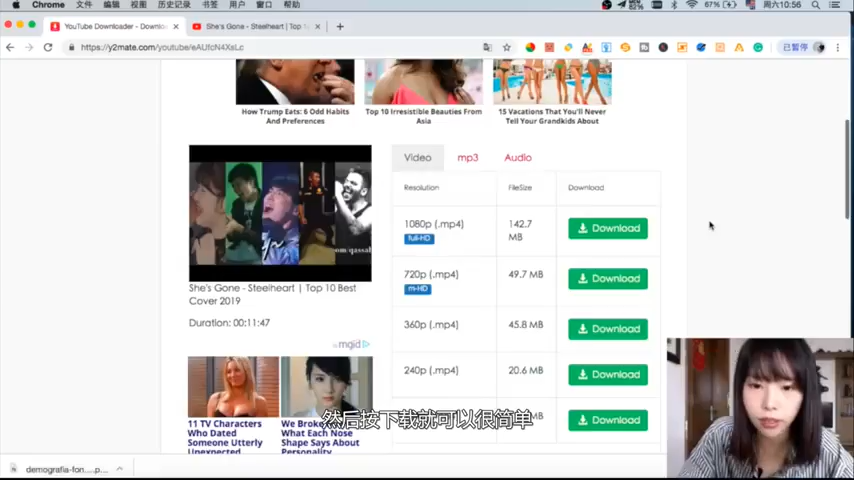 Chrome 文件 编辑 视图 历史记录 书签 用户 窗口 帮助
82% 67% 周六10:56
YouTube Downloader - Downlo
She's Gone - Steelheart | Top 1
https://y2mate.com/youtube/eAUfcN4XsLc
已暂停
How Trump Eats: 6 Odd Habits
And Preferences
Top 10 Irresistible Beauties From
Asia
15 Vacations That You'll Never
Tell Your Grandkids About
Video mp3 Audio
Resolution FileSize Download
1080p (.mp4) 142.7
MB Download
full-HD
720p (.mp4) 49.7 MB Download
m-HD
360p (.mp4) 45.8 MB Download
240p (.mp4) 20.6 MB Download
MB Download
She's Gone - Steelheart | Top 10 Best
Cover 2019
Duration: 00:11:47
by mgid
11 TV Characters
Who Dated
Someone Utterly
Unexpected
We Broke
What Each Nose
Shape Says About
Personality
然后按下载就可以很简单
demografia-fon....p...